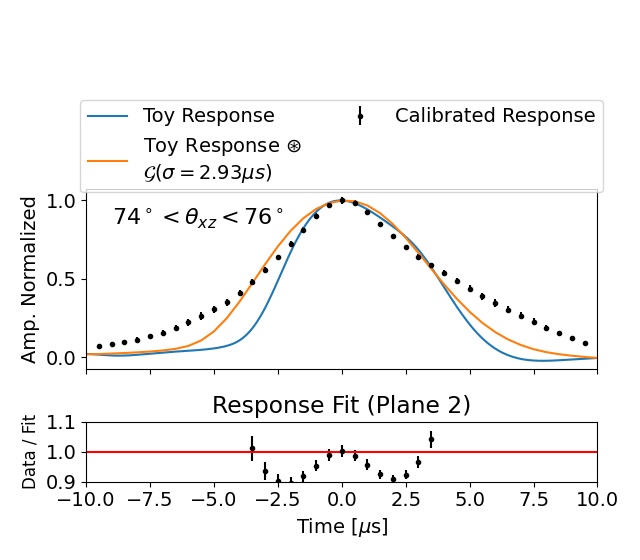 Toy Response
Calibrated Response
Toy Response ⊛
𝒢(σ = 2.93μs)
74° < θxz < 76°
1.0
0.5
0.0
Amp. Normalized
Response Fit (Plane 2)
1.1
1.0
0.9
Data / Fit
−10.0 −7.5 −5.0 −2.5 0.0 2.5 5.0 7.5 10.0
Time [μs]